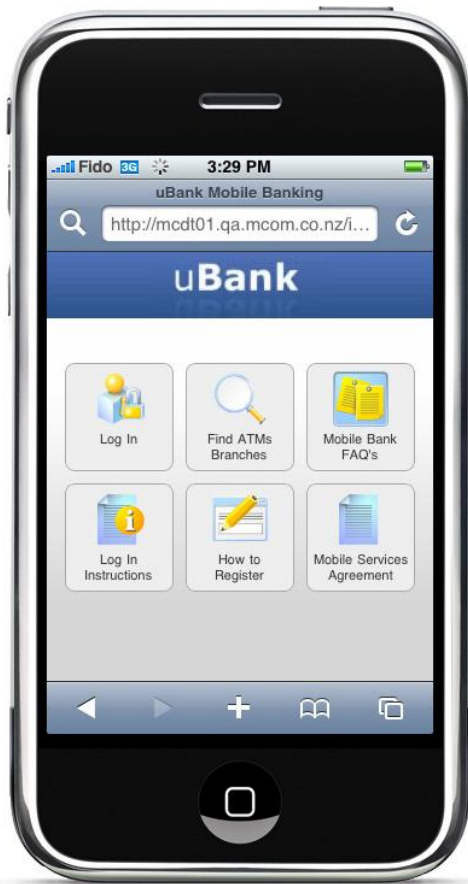 Fido 3G 3:29 PM
uBank Mobile Banking
http://mcdt01.qa.mcom.co.nz/i...
uBank
Log In
Find ATMs
Branches
Mobile Bank
FAQ's
Log In
Instructions
How to
Register
Mobile Services
Agreement